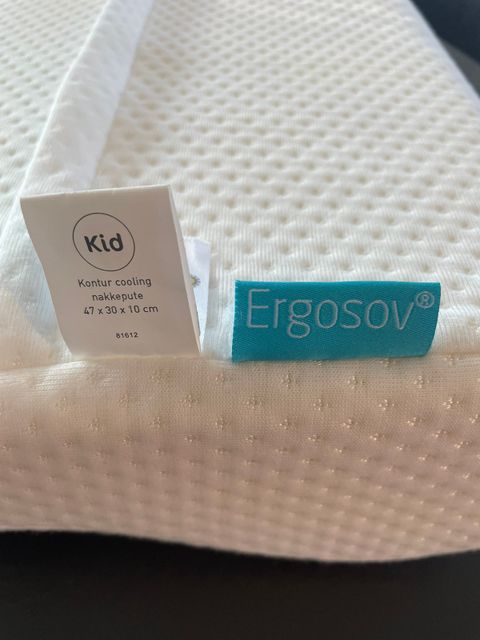 Kid
Kontur cooling
nakkepute
47 x 30 x 10 cm
81612
Ergosov®